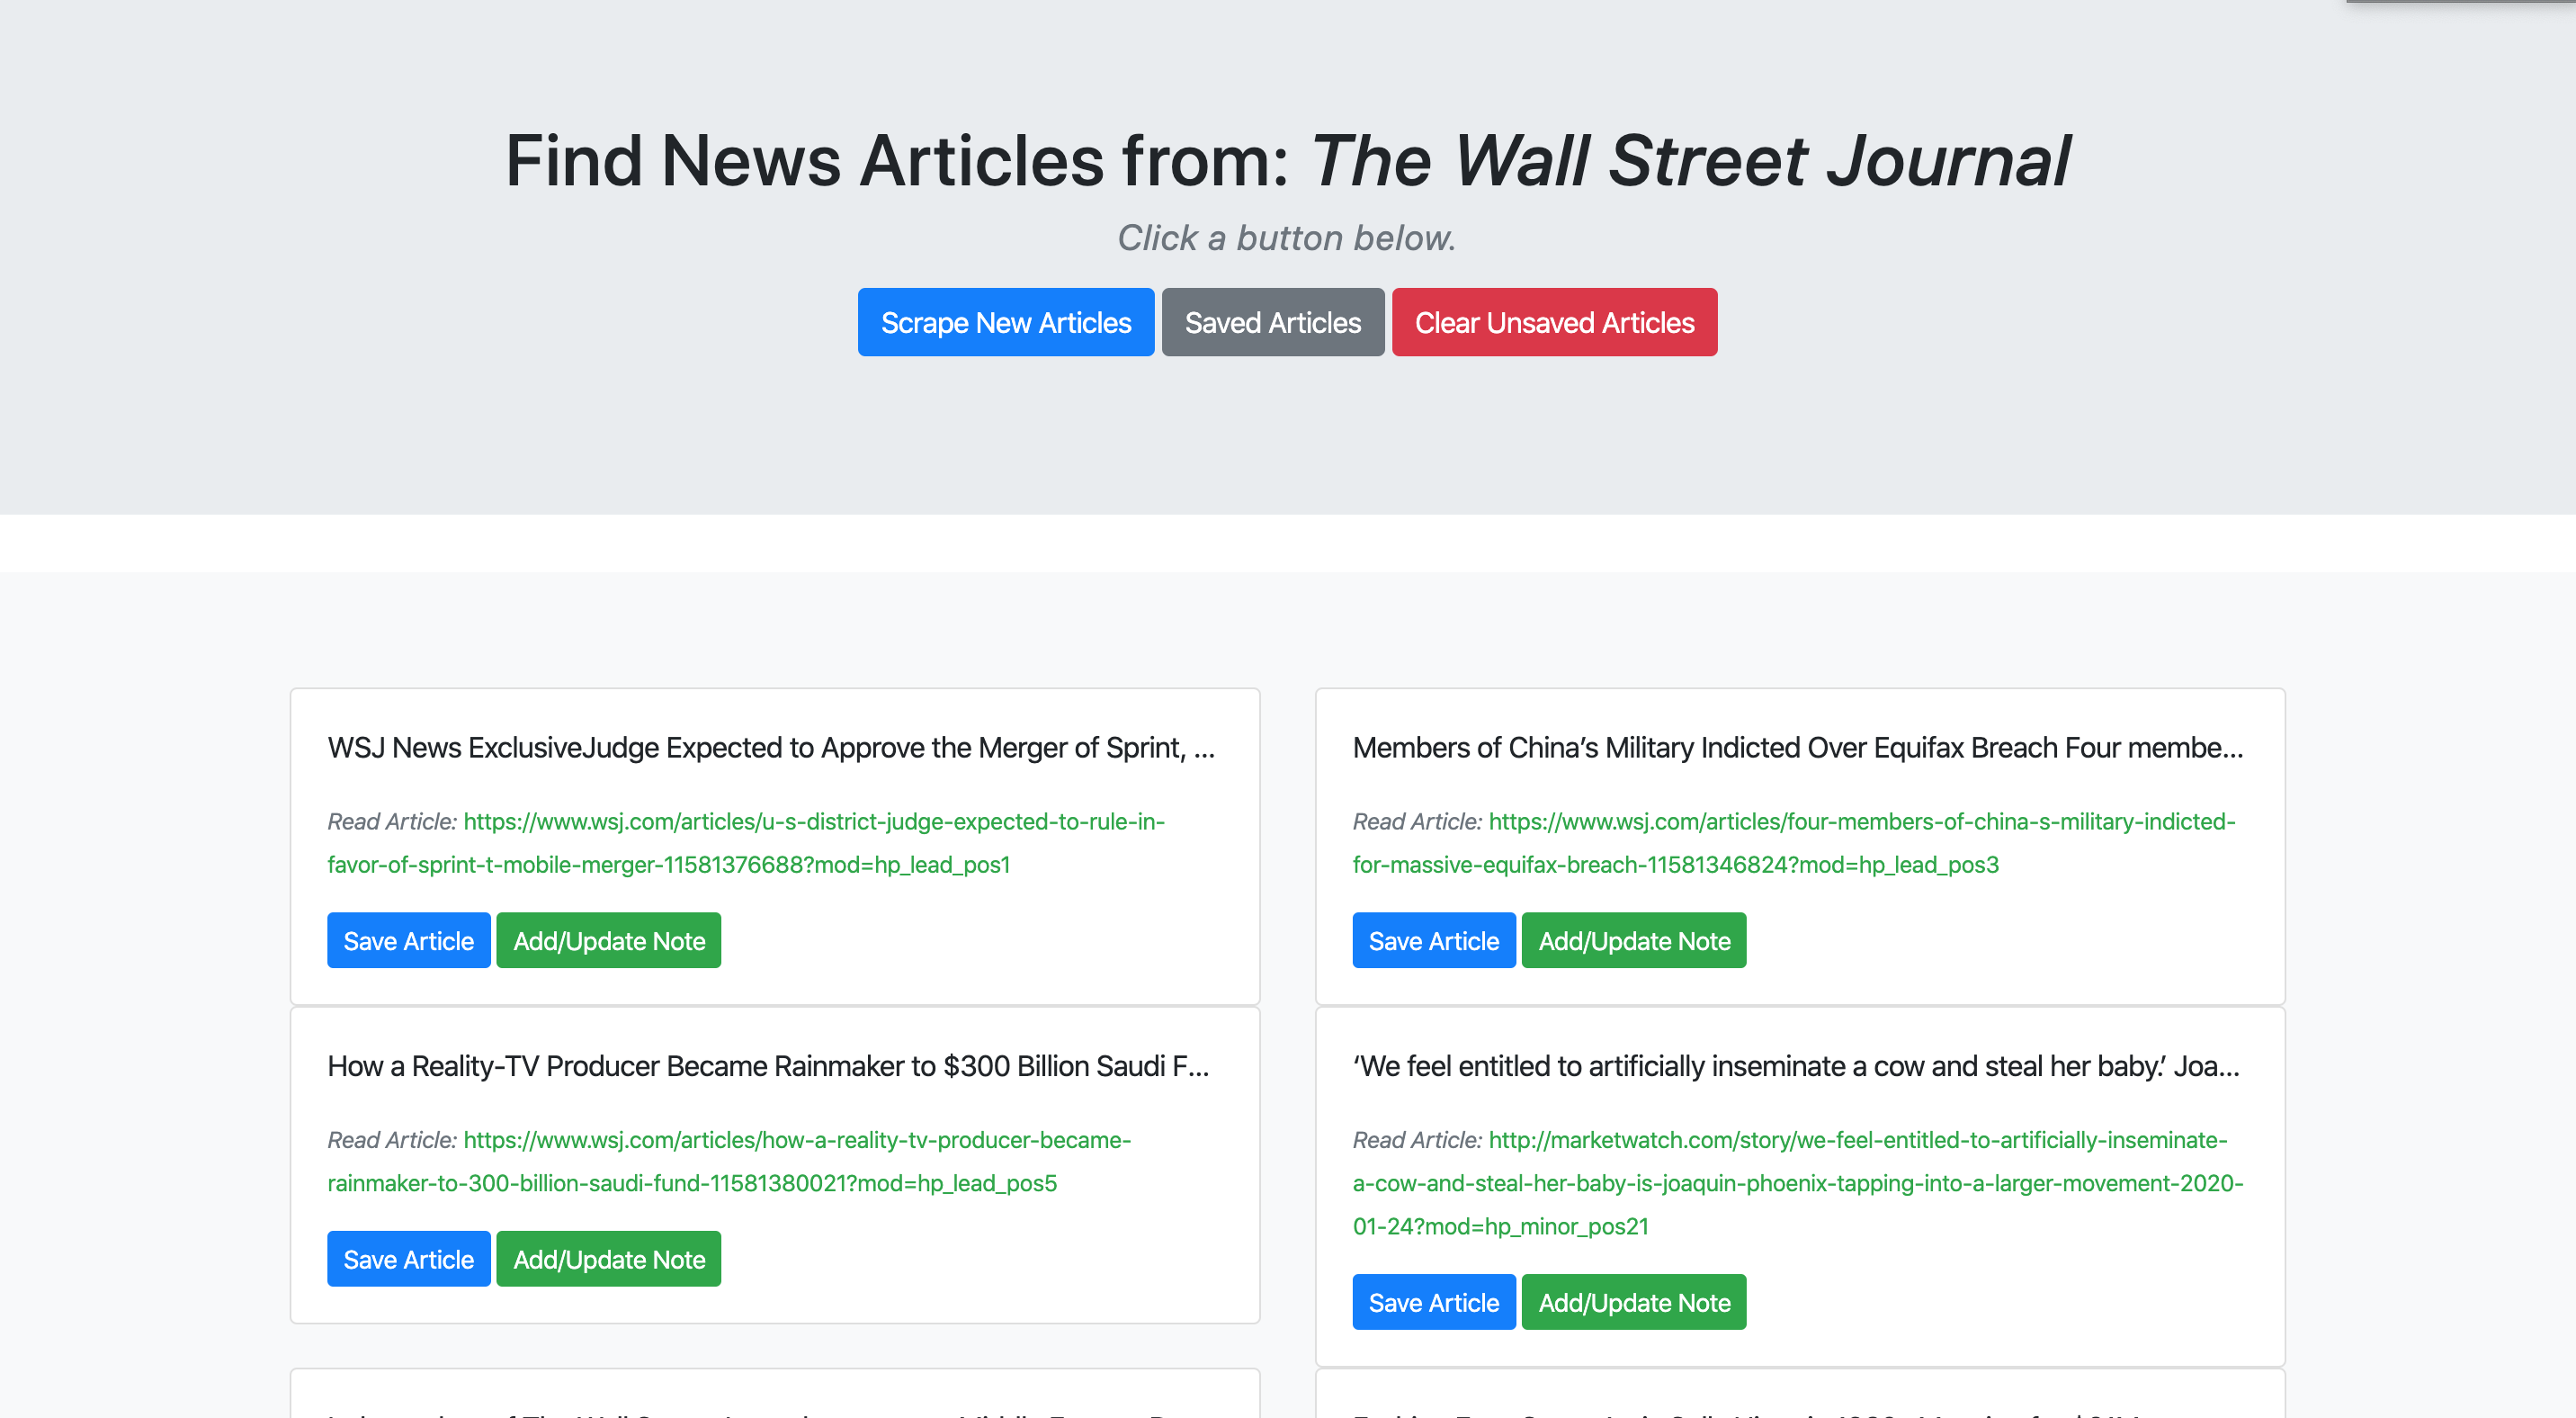 Find News Articles from: The Wall Street Journal
Click a button below.
Scrape New Articles Saved Articles Clear Unsaved Articles
WSJ News ExclusiveJudge Expected to Approve the Merger of Sprint, ...
Read Article: https://www.wsj.com/articles/u-s-district-judge-expected-to-rule-in-
favor-of-sprint-t-mobile-merger-11581376688?mod=hp_lead_pos1
Save Article Add/Update Note
Members of China’s Military Indicted Over Equifax Breach Four membe...
Read Article: https://www.wsj.com/articles/four-members-of-china-s-military-indicted-
for-massive-equifax-breach-11581346824?mod=hp_lead_pos3
Save Article Add/Update Note
How a Reality-TV Producer Became Rainmaker to $300 Billion Saudi F...
Read Article: https://www.wsj.com/articles/how-a-reality-tv-producer-became-
rainmaker-to-300-billion-saudi-fund-11581380021?mod=hp_lead_pos5
Save Article Add/Update Note
‘We feel entitled to artificially inseminate a cow and steal her baby.’ Joa...
Read Article: http://marketwatch.com/story/we-feel-entitled-to-artificially-inseminate-
a-cow-and-steal-her-baby-is-joaquin-phoenix-tapping-into-a-larger-movement-2020-
01-24?mod=hp_minor_pos21
Save Article Add/Update Note